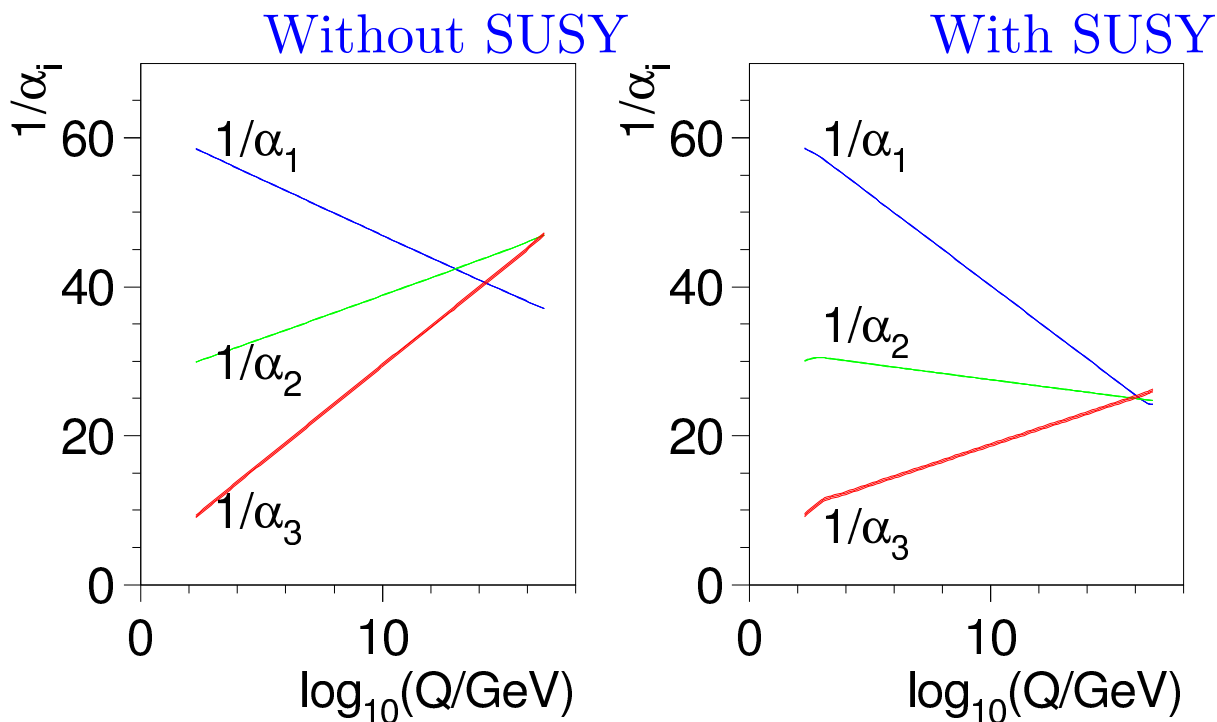 Without SUSY
1/αi
60
40
20
0
1/α1
1/α2
1/α3
0
10
log10(Q/GeV)
With SUSY
1/αi
60
40
20
0
1/α1
1/α2
1/α3
0
10
log10(Q/GeV)